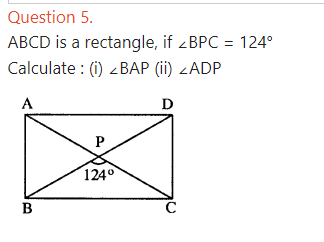 Question 5.
ABCD is a rectangle, if ∠BPC = 124°
Calculate : (i) ∠BAP (ii) ∠ADP
A D
P
124°
B C